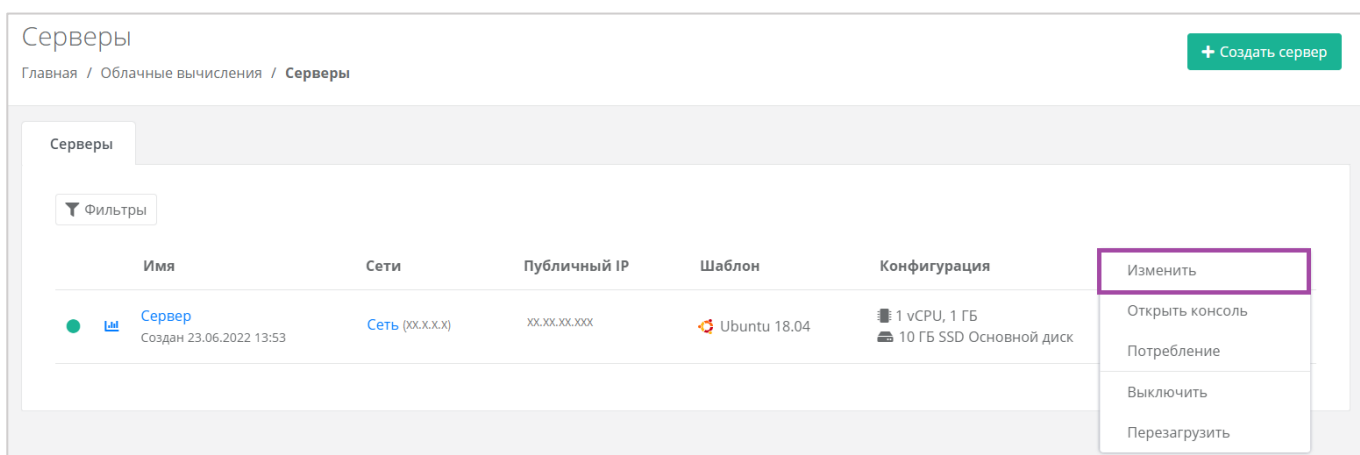 Серверы
+ Создать сервер
Главная / Облачные вычисления / Серверы
Серверы
Фильтры
Имя Сети Публичный IP Шаблон Конфигурация
Изменить
Сервер
Создан 23.06.2022 13:53
Сеть (XX.X.X.X)
XX.XX.XX.XXX
Ubuntu 18.04
1 vCPU, 1 ГБ
10 ГБ SSD Основной диск
Открыть консоль
Потребление
Выключить
Перезагрузить